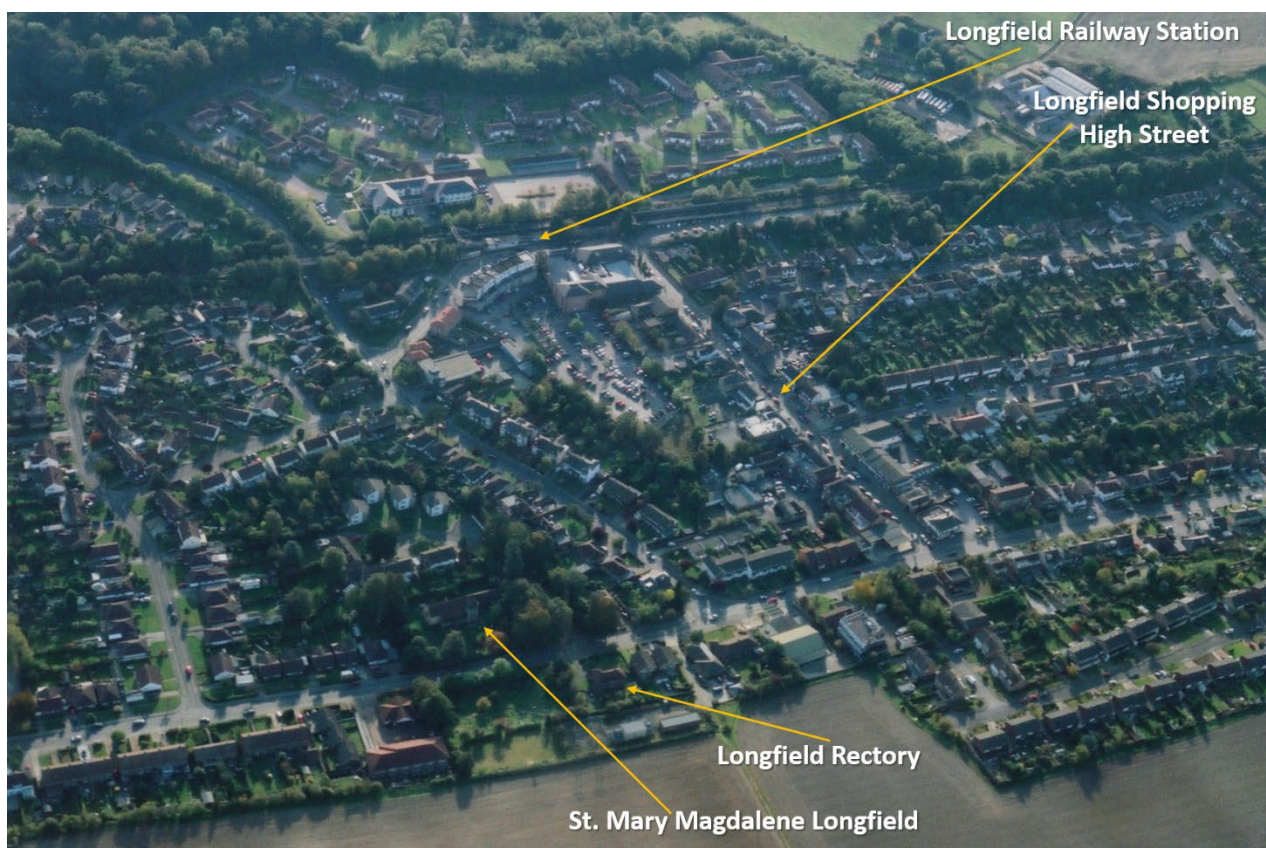 Longfield Railway Station
Longfield Shopping
High Street
Longfield Rectory
St. Mary Magdalene Longfield